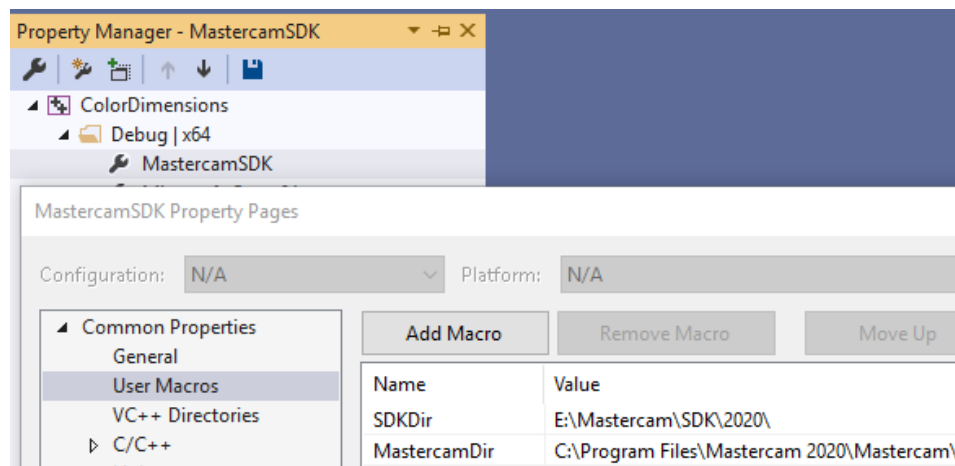 Property Manager - MastercamSDK
ColorDimensions
Debug | x64
MastercamSDK
MastercamSDK Property Pages
Configuration: N/A Platform: N/A
Common Properties
General
User Macros
VC++ Directories
C/C++
Add Macro Remove Macro Move Up
Name Value
SDKDir E:\Mastercam\SDK\2020\
MastercamDir C:\Program Files\Mastercam 2020\Mastercam\